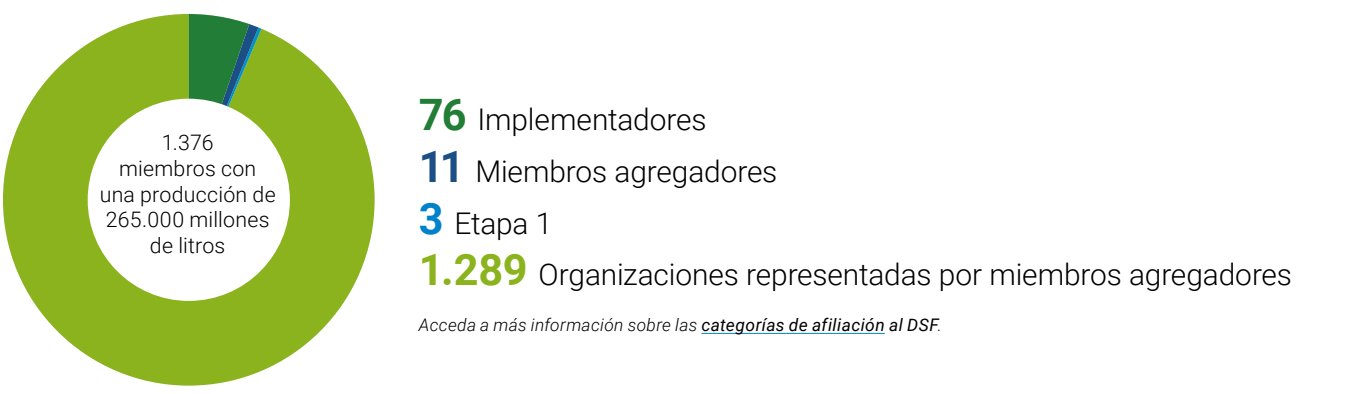 1.376
miembros con
una producción de
265.000 millones
de litros
76 Implementadores
11 Miembros agregadores
3 Etapa 1
1.289 Organizaciones representadas por miembros agregadores
Acceda a más información sobre las categorías de afiliación al DSF.